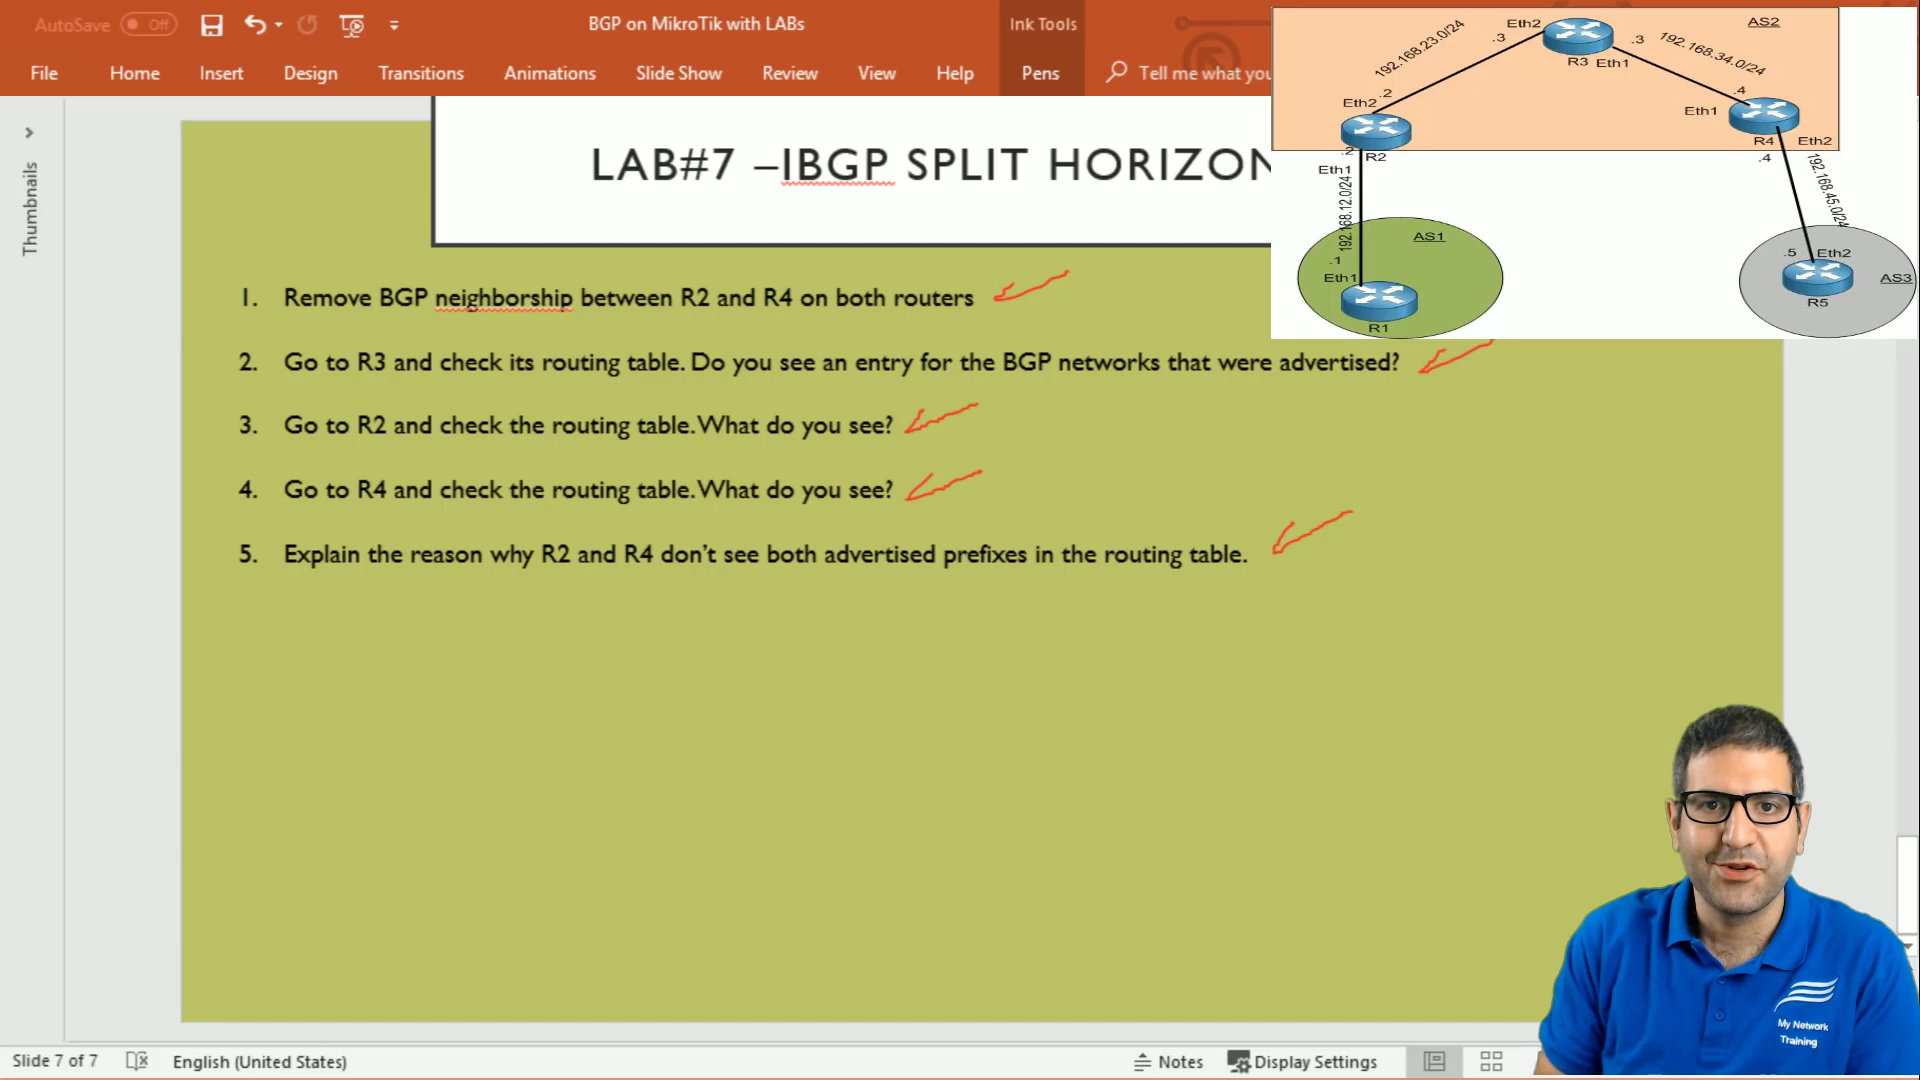 AutoSave Off
BGP on MikroTik with LABs
Ink Tools
File Home Insert Design Transitions Animations Slide Show Review View Help Pens Tell me what you
Thumbnails
LAB#7 –IBGP SPLIT HORIZON
1. Remove BGP neighborship between R2 and R4 on both routers
2. Go to R3 and check its routing table. Do you see an entry for the BGP networks that were advertised?
3. Go to R2 and check the routing table. What do you see?
4. Go to R4 and check the routing table. What do you see?
5. Explain the reason why R2 and R4 don't see both advertised prefixes in the routing table.
AS2
Eth2
.3
192.168.23.0/24
R3 Eth1
.3
192.168.34.0/24
.2
Eth2
.4
Eth1
R4 Eth2
.4
.2 R2
Eth1
192.168.12.0/24
192.168.45.0/24
AS1
.1
Eth1
R1
.5 Eth2
AS3
R5
My Network
Training
Slide 7 of 7
English (United States)
Notes
Display Settings